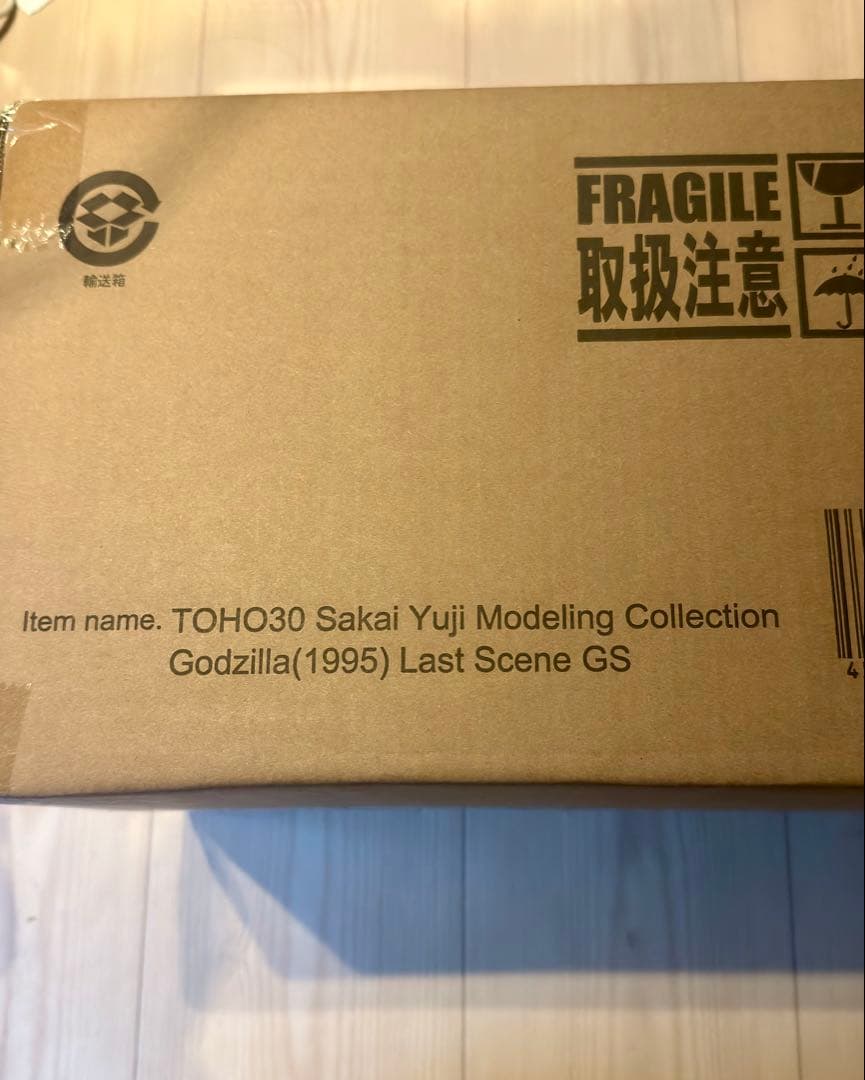 FRAGILE
取扱注意
輸送箱
Item name. TOHO30 Sakai Yuji Modeling Collection
Godzilla(1995) Last Scene GS
4